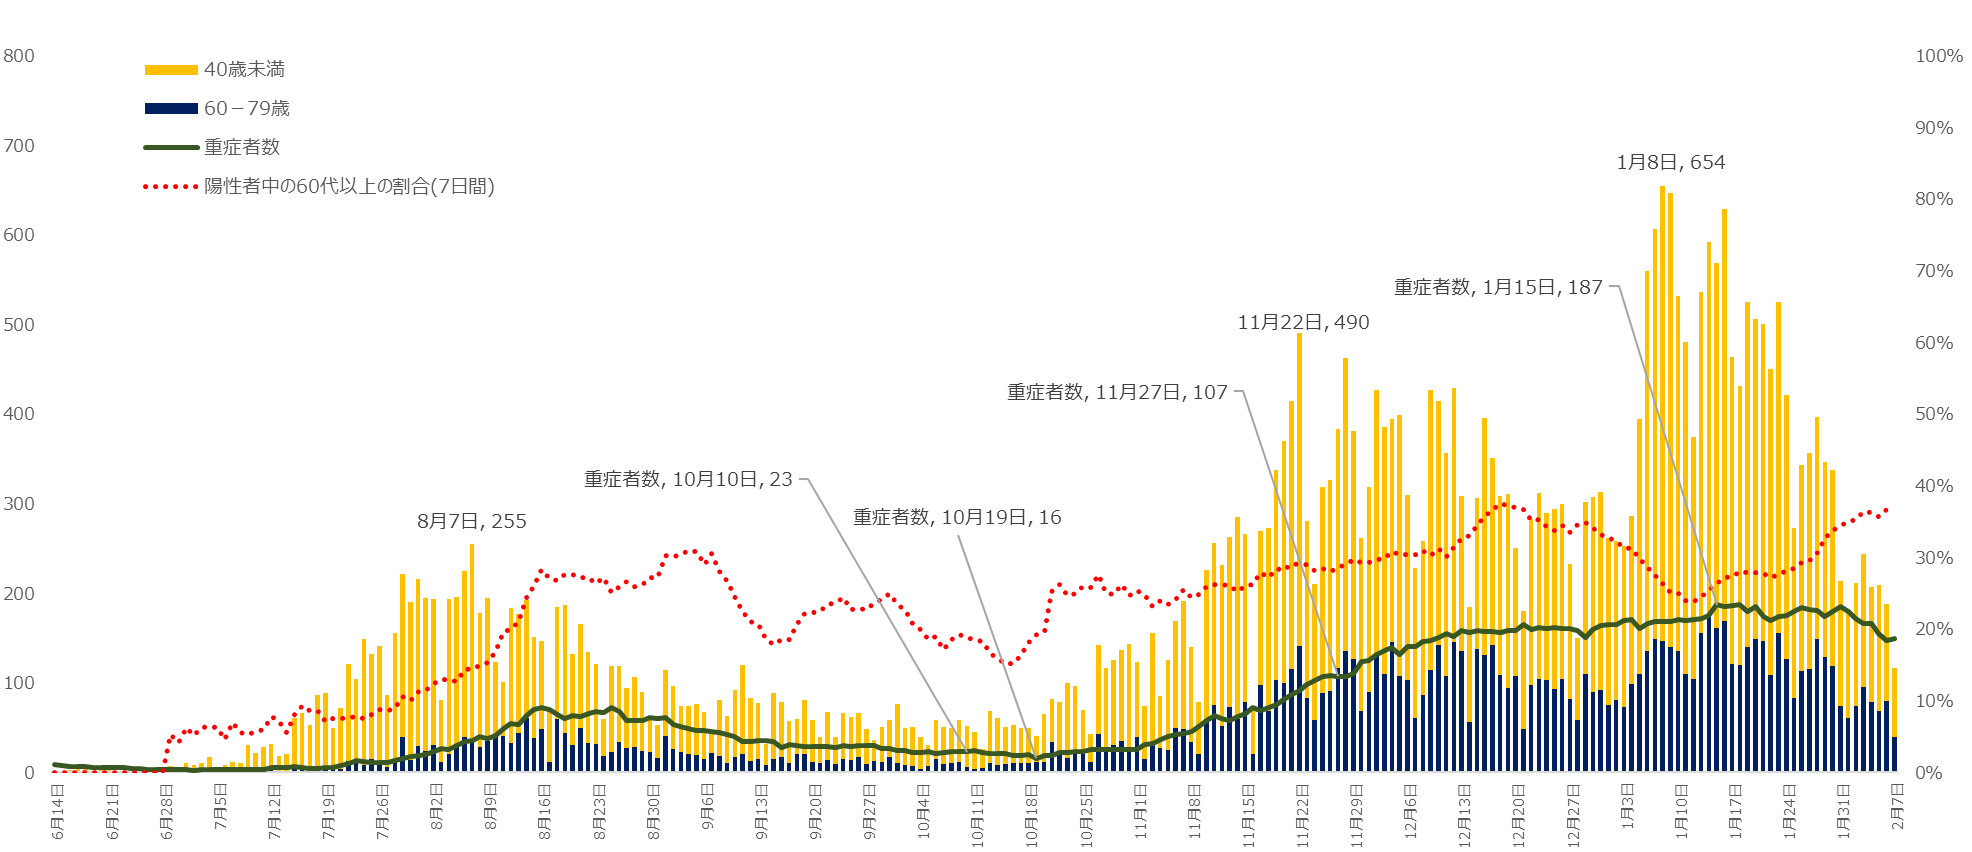 800
700
600
500
400
300
200
100
0
100%
90%
80%
70%
60%
50%
40%
30%
20%
10%
0%
40歳未満
60－79歳
重症者数
陽性者中の60代以上の割合(7日間)
8月7日, 255
重症者数, 10月10日, 23
重症者数, 10月19日, 16
重症者数, 11月27日, 107
11月22日, 490
重症者数, 1月15日, 187
1月8日, 654
6月14日
6月21日
6月28日
7月5日
7月12日
7月19日
7月26日
8月2日
8月9日
8月16日
8月23日
8月30日
9月6日
9月13日
9月20日
9月27日
10月4日
10月11日
10月18日
10月25日
11月1日
11月8日
11月15日
11月22日
11月29日
12月6日
12月13日
12月20日
12月27日
1月3日
1月10日
1月17日
1月24日
1月31日
2月7日